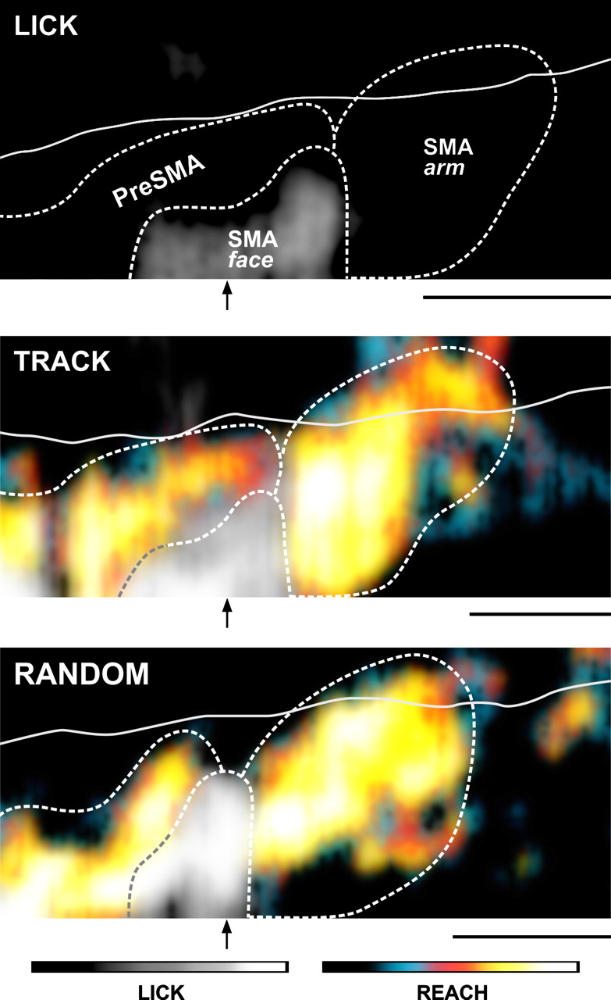 LICK
PreSMA
SMA
arm
SMA
face
TRACK
RANDOM
LICK
REACH